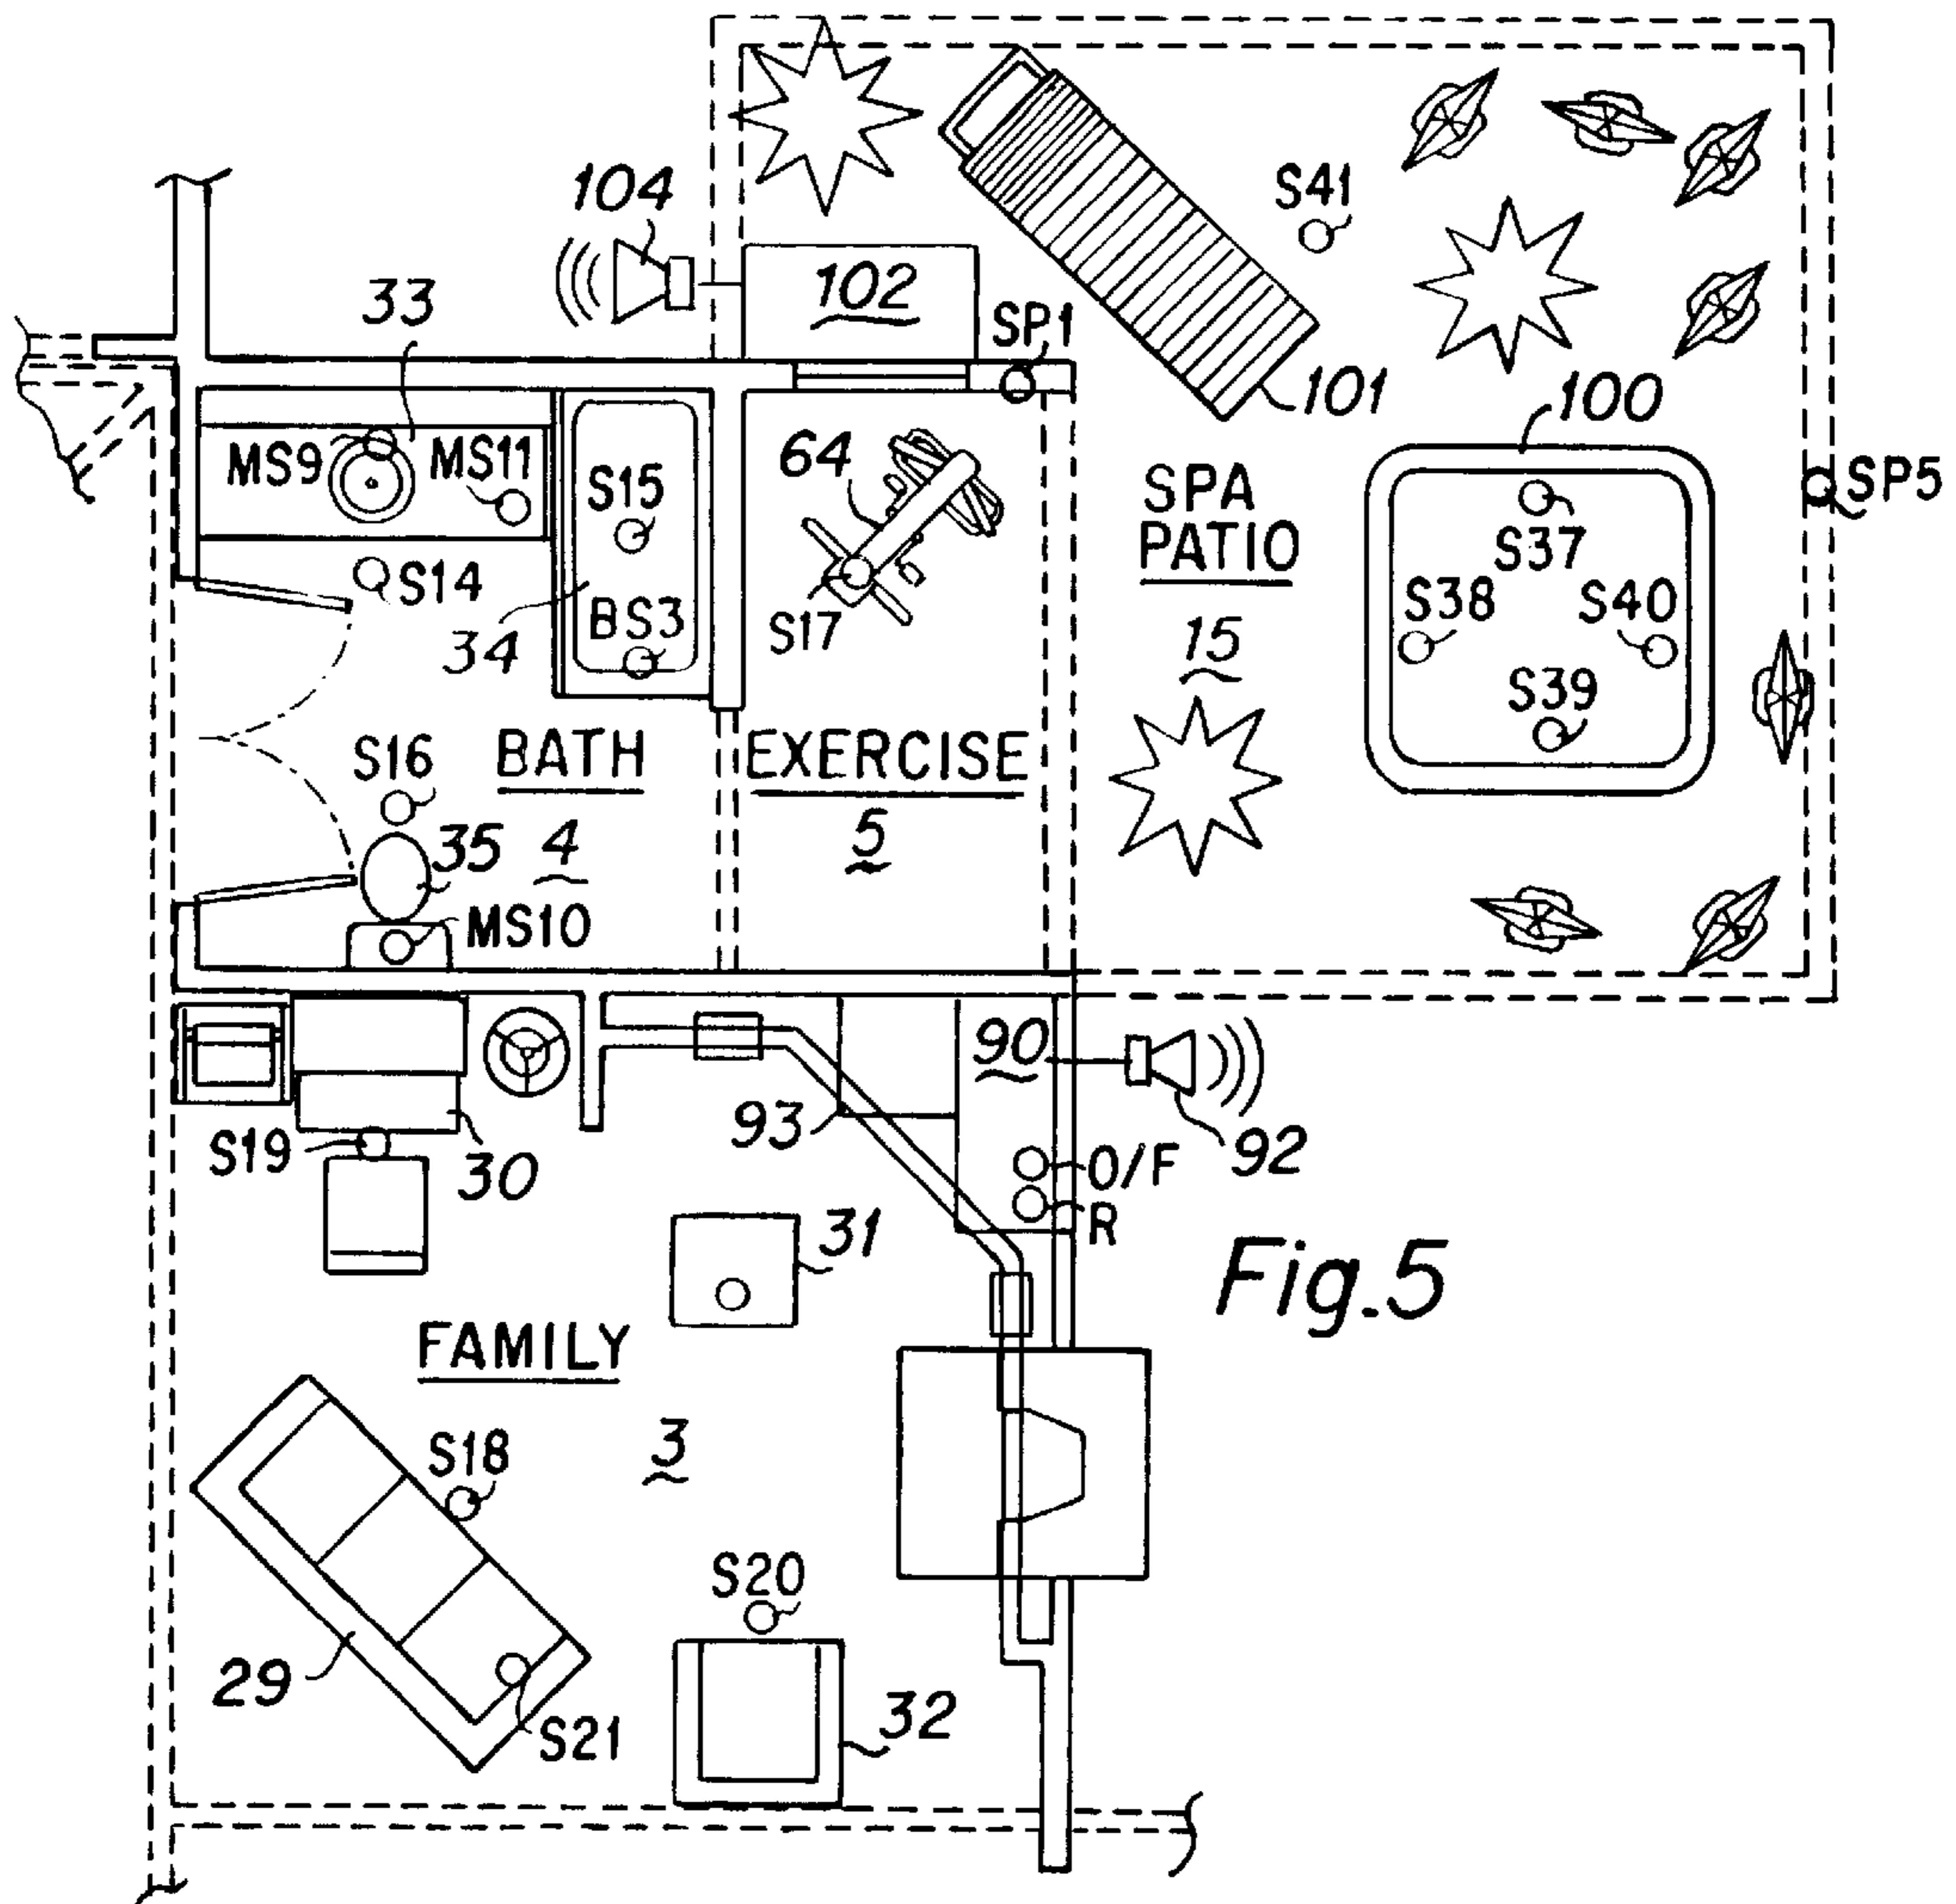 104
S41
33
102
SP1
101
100
MS9
MS11
64
SPA
PATIO
SP5
S15
S37
S14
S38
S40
BS3
S17
34
15
S39
S16
BATH
EXERCISE
35
4
5
MS10
90
93
92
S19
30
O/F
R
31
Fig.5
FAMILY
3
S18
S20
29
32
S21